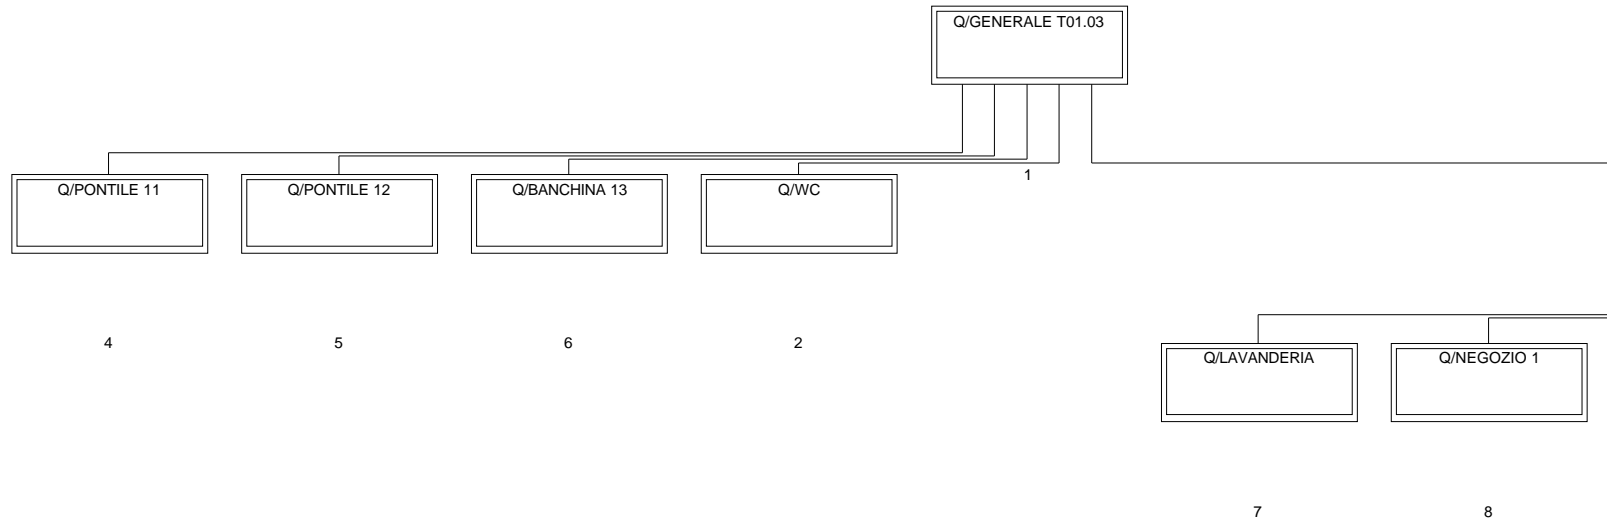 Q/GENERALE T01.03
1
Q/PONTILE 11
Q/PONTILE 12
Q/BANCHINA 13
Q/WC
4
5
6
2
Q/LAVANDERIA
Q/NEGOZIO 1
7
8